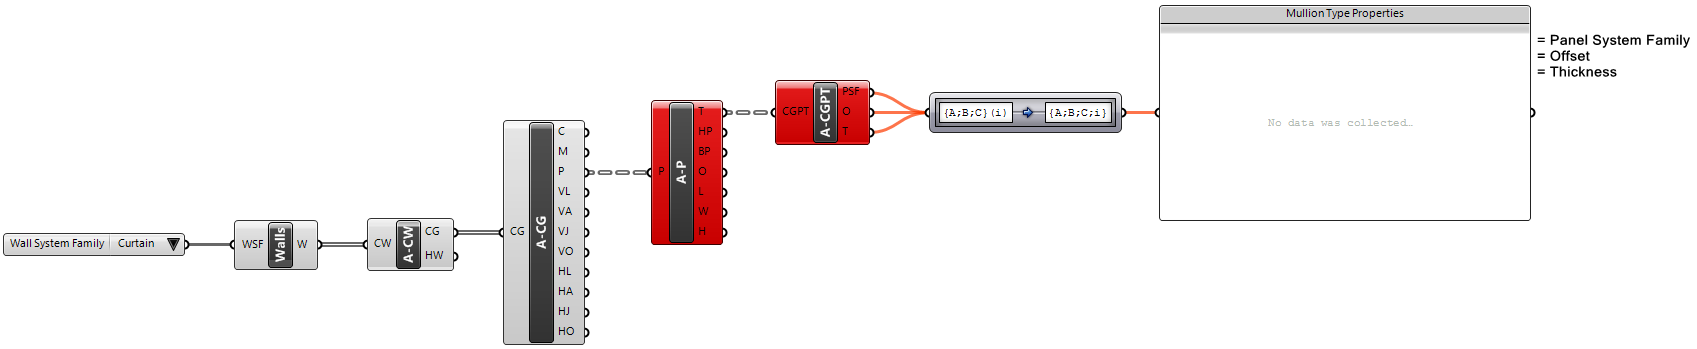 Wall System Family Curtain
WSF Walls W
CW A-CW CG
HW
CG A-CG C
M
P
VL
VA
VJ
VO
HL
HA
HJ
HO
P A-P T
HP
BP
O
L
W
H
CGPT A-CGPT PSF
O
T
{A;B;C}(i) {A;B;C;i}
Mullion Type Properties
No data was collected…
= Panel System Family
= Offset
= Thickness